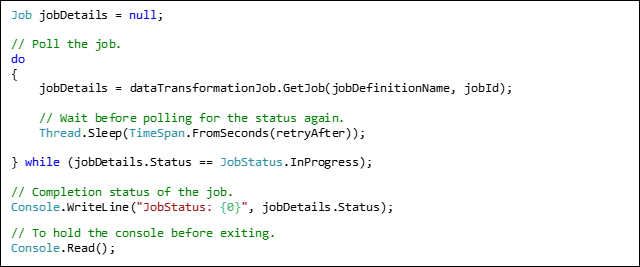 Job jobDetails = null;
// Poll the job.
do
{
jobDetails = dataTransformationJob.GetJob(jobDefinitionName, jobId);
// Wait before polling for the status again.
Thread.Sleep(TimeSpan.FromSeconds(retryAfter));
} while (jobDetails.Status == JobStatus.InProgress);
// Completion status of the job.
Console.WriteLine("JobStatus: {0}", jobDetails.Status);
// To hold the console before exiting.
Console.Read();